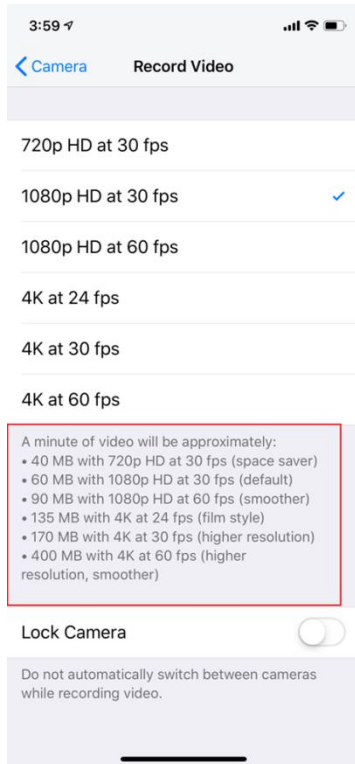 3:59
Camera
Record Video
720p HD at 30 fps
1080p HD at 30 fps
1080p HD at 60 fps
4K at 24 fps
4K at 30 fps
4K at 60 fps
A minute of video will be approximately:
• 40 MB with 720p HD at 30 fps (space saver)
• 60 MB with 1080p HD at 30 fps (default)
• 90 MB with 1080p HD at 60 fps (smoother)
• 135 MB with 4K at 24 fps (film style)
• 170 MB with 4K at 30 fps (higher resolution)
• 400 MB with 4K at 60 fps (higher
resolution, smoother)
Lock Camera
Do not automatically switch between cameras
while recording video.